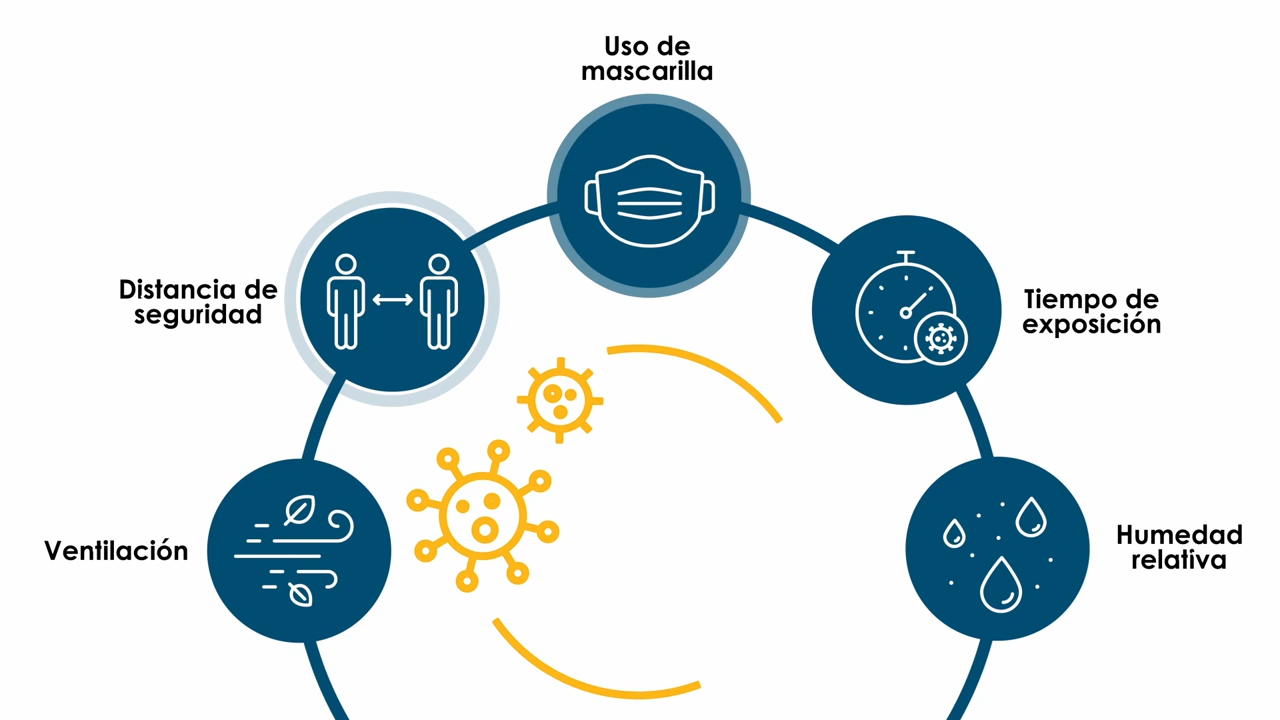 Uso de
mascarilla
Distancia de
seguridad
Tiempo de
exposición
Ventilación
Humedad
relativa